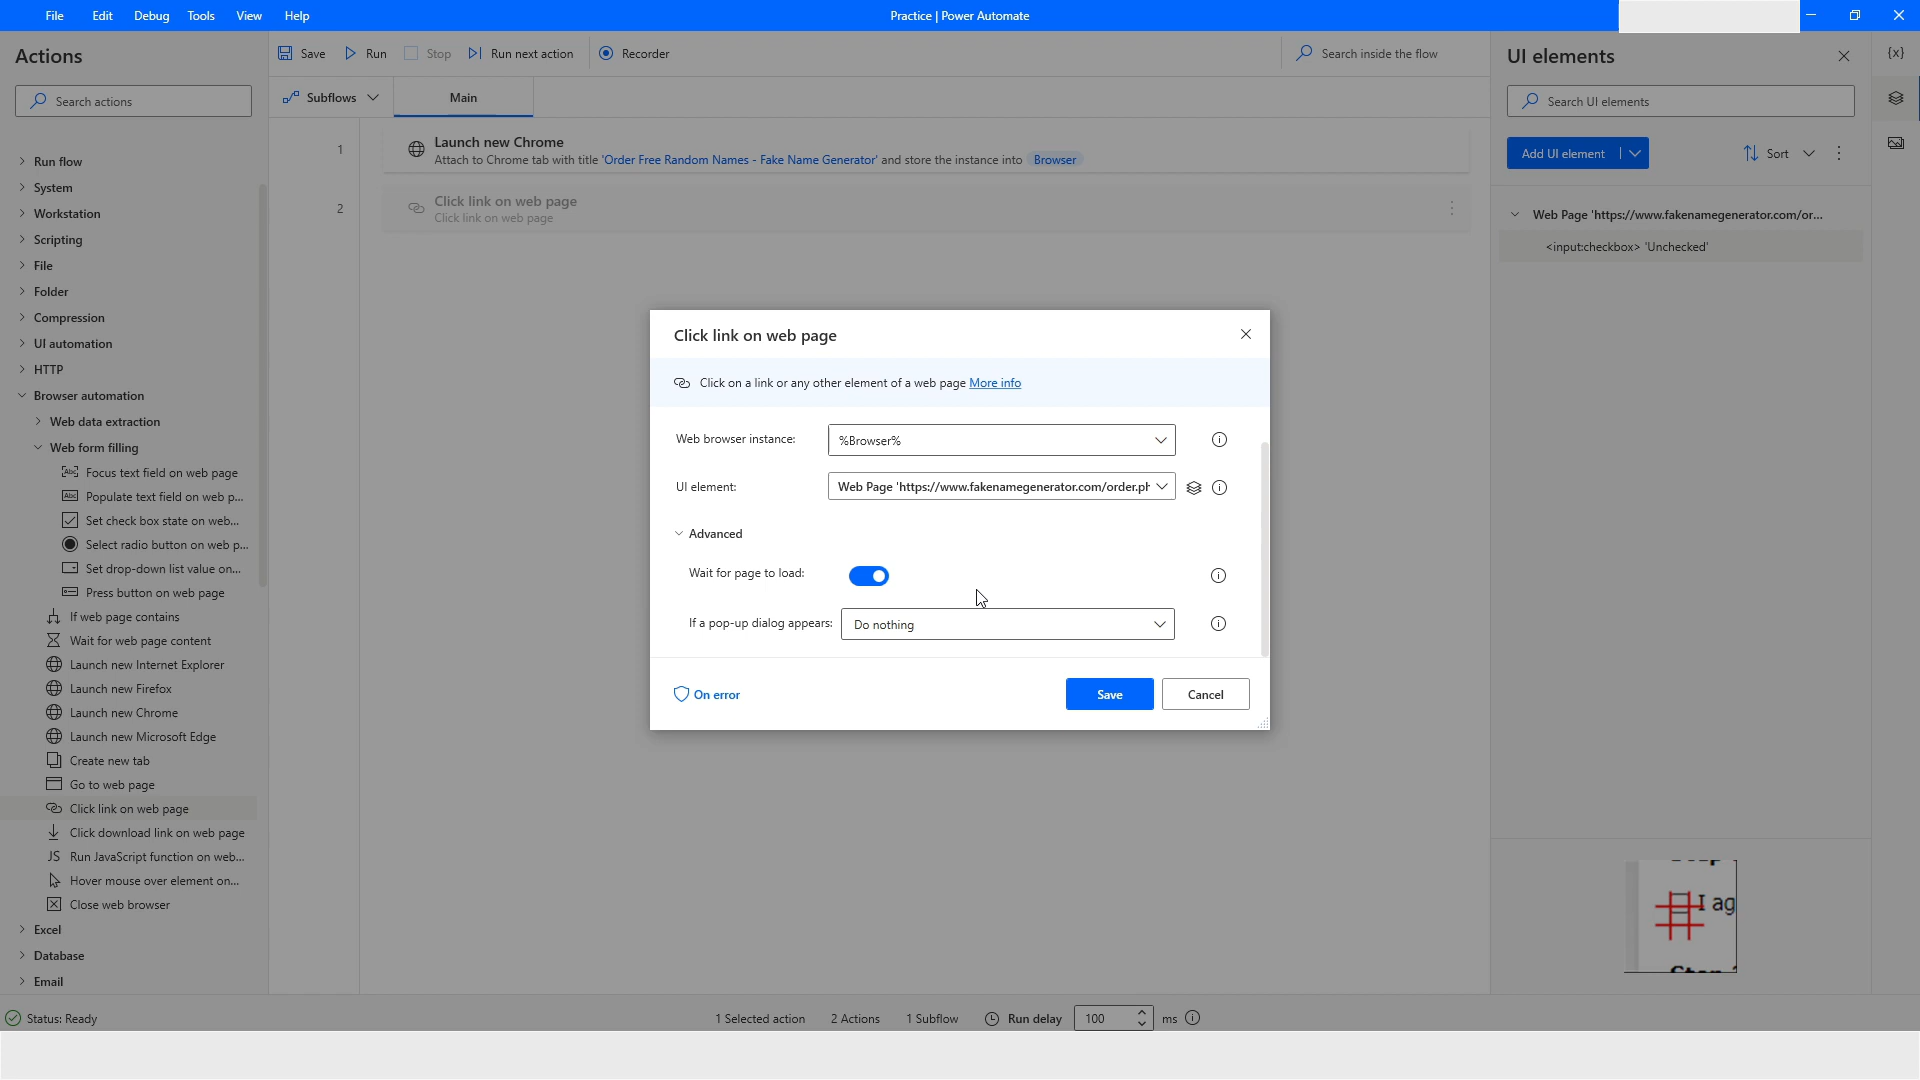 File Edit Debug Tools View Help
Practice | Power Automate
Actions
Search actions
Run flow
System
Workstation
Scripting
File
Folder
Compression
UI automation
HTTP
Browser automation
Web data extraction
Web form filling
Focus text field on web page
Populate text field on web p...
Set check box state on web...
Select radio button on web p...
Set drop-down list value on...
Press button on web page
If web page contains
Wait for web page content
Launch new Internet Explorer
Launch new Firefox
Launch new Chrome
Launch new Microsoft Edge
Create new tab
Go to web page
Click link on web page
Click download link on web page
JS Run JavaScript function on web...
Hover mouse over element on...
Close web browser
Excel
Database
Email
Save Run Stop Run next action Recorder
Search inside the flow
Subflows Main
1 Launch new Chrome
Attach to Chrome tab with title 'Order Free Random Names - Fake Name Generator' and store the instance into Browser
2 Click link on web page
Click link on web page
Click link on web page
Click on a link or any other element of a web page More info
Web browser instance: %Browser%
UI element: Web Page 'https://www.fakenamegenerator.com/order.ph
Advanced
Wait for page to load:
If a pop-up dialog appears: Do nothing
On error Save Cancel
UI elements
{x}
Search UI elements
Add UI element Sort
Web Page 'https://www.fakenamegenerator.com/or...
<input:checkbox> 'Unchecked'
I ag
Status: Ready 1 Selected action 2 Actions 1 Subflow Run delay 100 ms